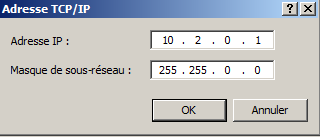 Adresse TCP/IP
Adresse IP : 10 . 2 . 0 . 1
Masque de sous-réseau : 255 . 255 . 0 . 0
OK Annuler